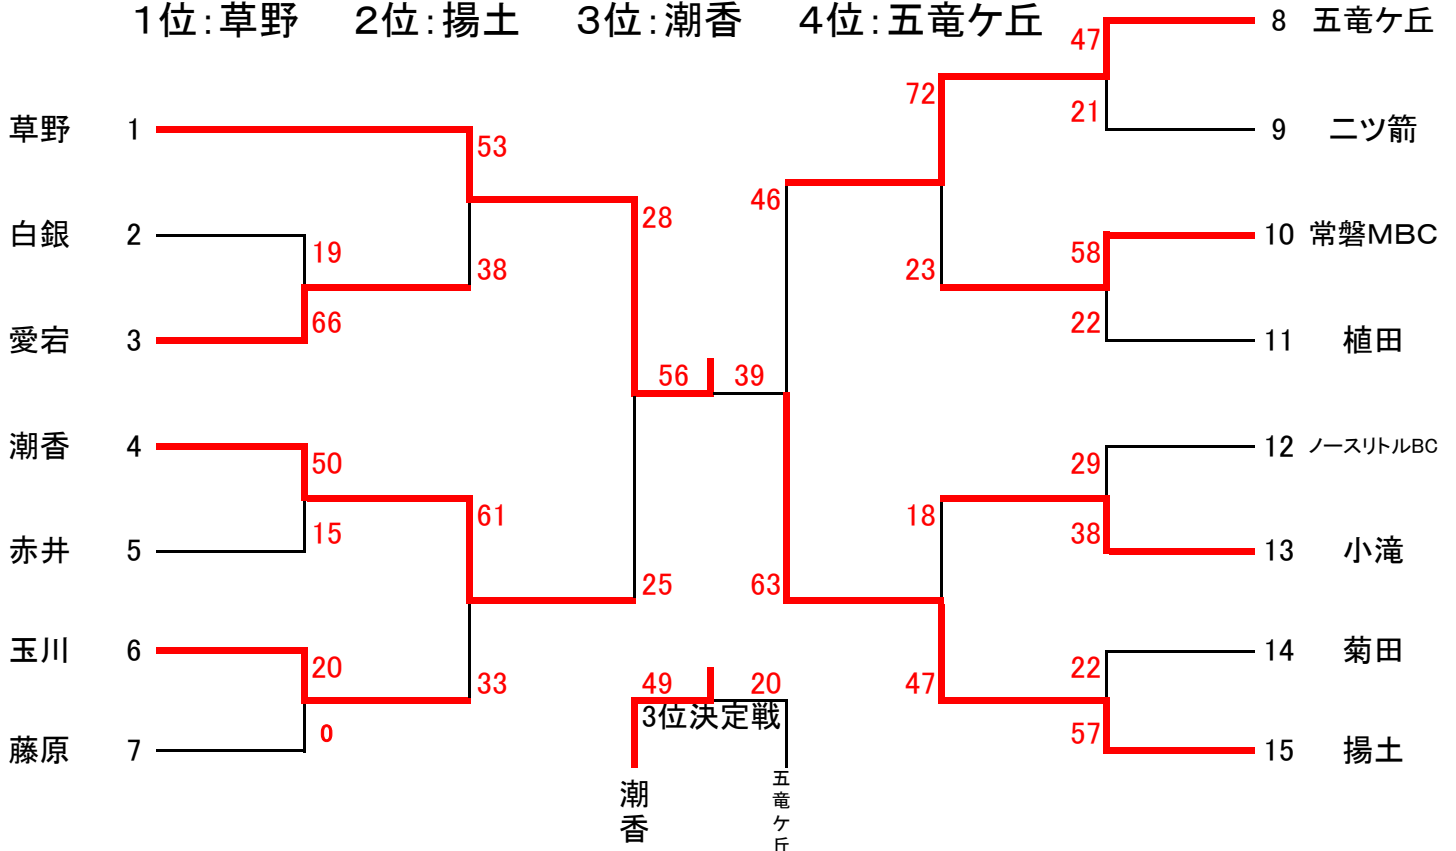 1位：草野　2位：揚土　3位：潮香　4位：五竜ケ丘
47 8 五竜ケ丘
72
21
草野 1 9 二ツ箭
53
46
28
白銀 2 10 常磐MBC
19 58
38 23
66 22
愛宕 3 11 植田
56 39
潮香 4 12 ノースリトルBC
50 29
61 18
15 38
赤井 5 13 小滝
25 63
玉川 6 14 菊田
20 22
33 49 20 47
3位決定戦
0 57
藤原 7 15 揚土
潮香
五竜ケ丘